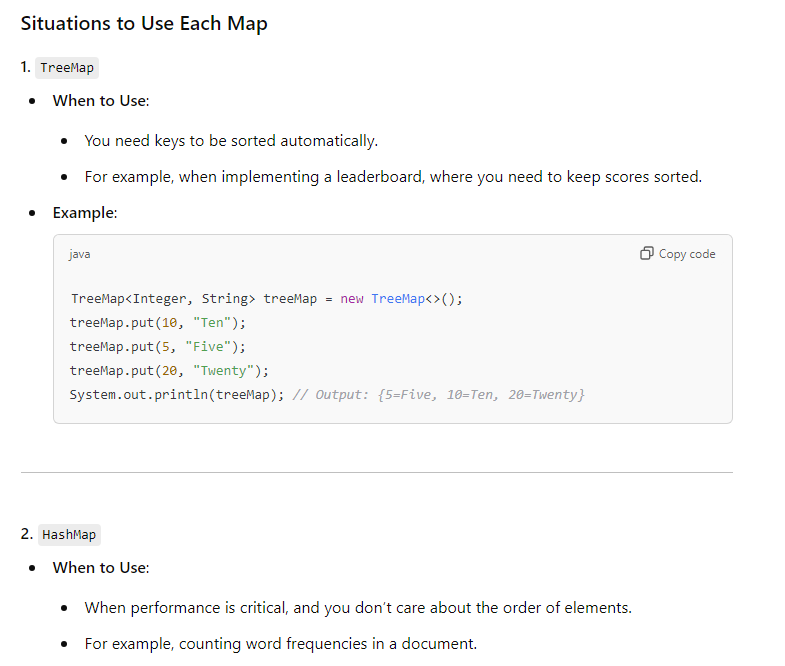 Situations to Use Each Map
1. TreeMap
• When to Use:
• You need keys to be sorted automatically.
• For example, when implementing a leaderboard, where you need to keep scores sorted.
• Example:
java Copy code
TreeMap<Integer, String> treeMap = new TreeMap<>();
treeMap.put(10, "Ten");
treeMap.put(5, "Five");
treeMap.put(20, "Twenty");
System.out.println(treeMap); // Output: {5=Five, 10=Ten, 20=Twenty}
2. HashMap
• When to Use:
• When performance is critical, and you don’t care about the order of elements.
• For example, counting word frequencies in a document.